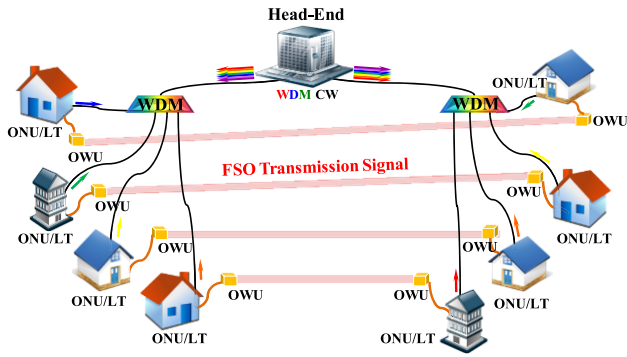 Head-End
WDM CW
WDM
WDM
ONU/LT
ONU/LT
OWU
OWU
FSO Transmission Signal
ONU/LT
OWU
OWU
ONU/LT
ONU/LT
OWU
OWU
ONU/LT
ONU/LT
OWU
OWU
ONU/LT
ONU/LT